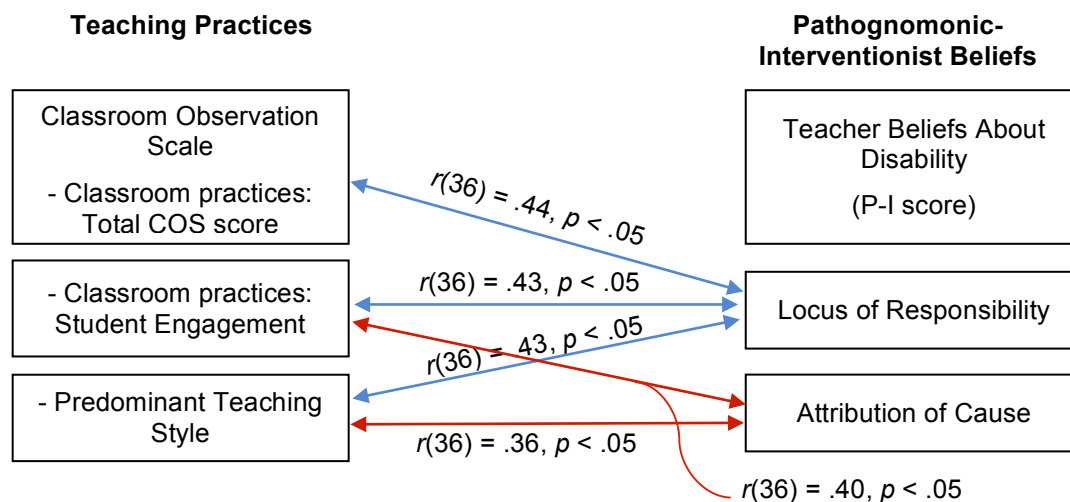 Teaching Practices
Pathognomonic-
Interventionist Beliefs
Classroom Observation
Scale
- Classroom practices:
Total COS score
Teacher Beliefs About
Disability
(P-I score)
r(36) = .44, p < .05
- Classroom practices:
Student Engagement
r(36) = .43, p < .05
Locus of Responsibility
r(36) = .43, p < .05
- Predominant Teaching
Style
Attribution of Cause
r(36) = .36, p < .05
r(36) = .40, p < .05